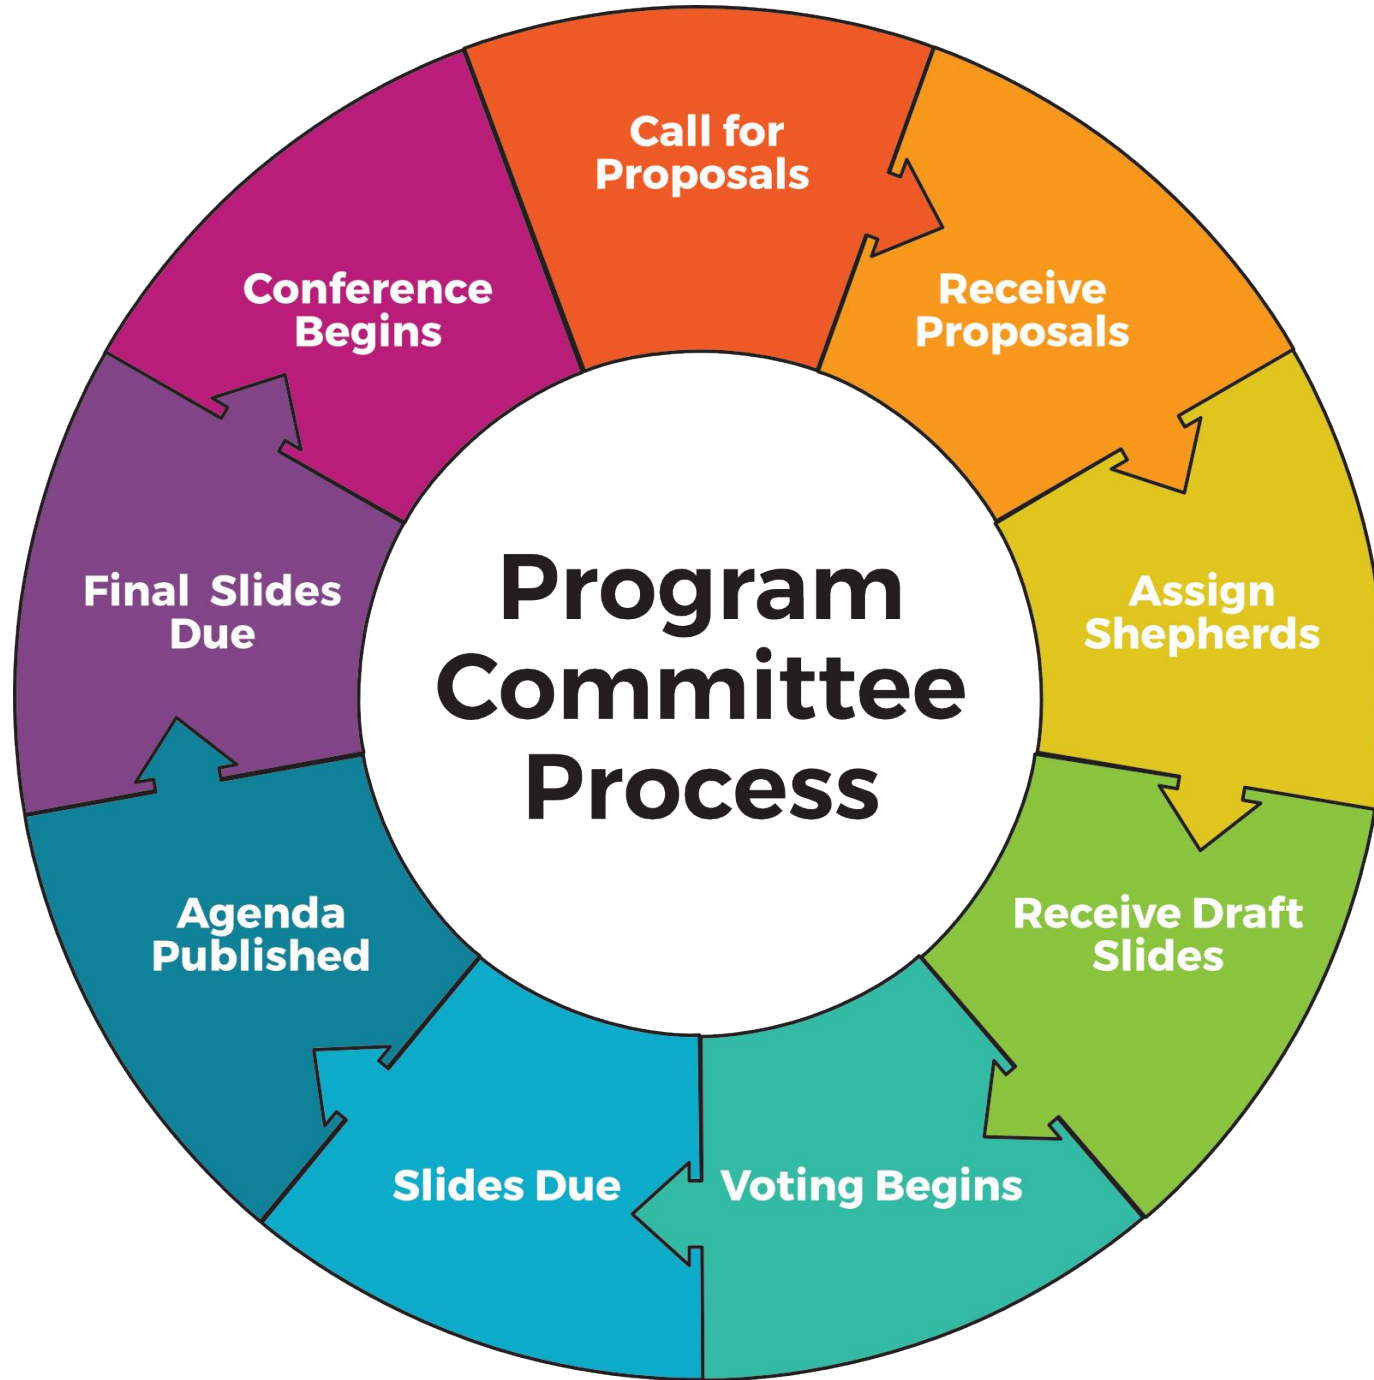 Call for
Proposals
Receive
Proposals
Assign
Shepherds
Receive Draft
Slides
Voting Begins
Slides Due
Agenda
Published
Final Slides
Due
Conference
Begins
Program
Committee
Process